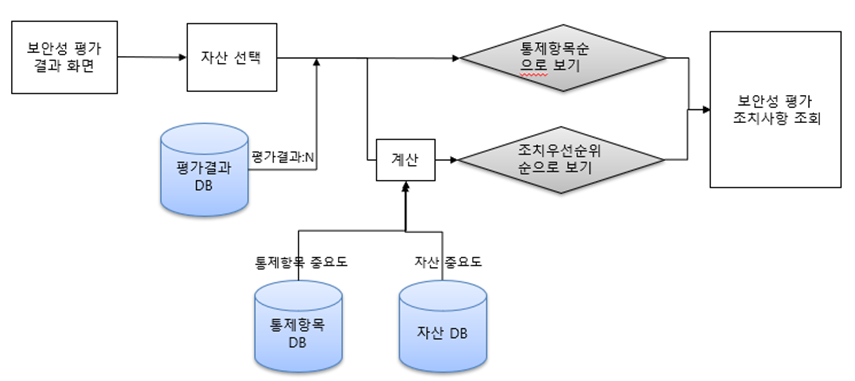 보안성 평가
결과 화면
자산 선택
통제항목순
으로 보기
보안성 평가
조치사항 조회
평가결과
DB
평가결과:N
계산
조치우선순위
순으로 보기
통제항목 중요도
자산 중요도
통제항목
DB
자산 DB